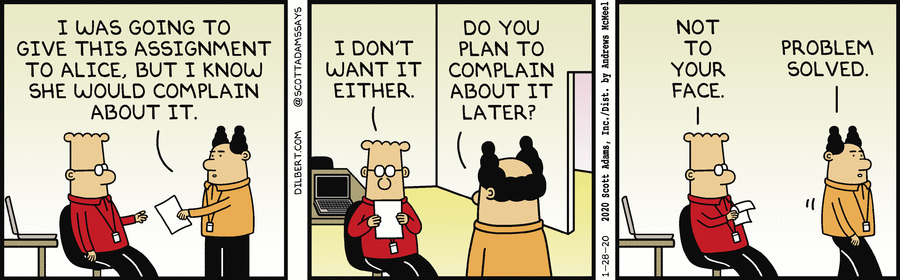 I WAS GOING TO
GIVE THIS ASSIGNMENT
TO ALICE, BUT I KNOW
SHE WOULD COMPLAIN
ABOUT IT.
DILBERT.COM @SCOTTADAMSSAYS
I DON'T
WANT IT
EITHER.
DO YOU
PLAN TO
COMPLAIN
ABOUT IT
LATER?
1-28-20 2020 Scott Adams, Inc./Dist. by Andrews McMeel
NOT
TO
YOUR
FACE.
PROBLEM
SOLVED.